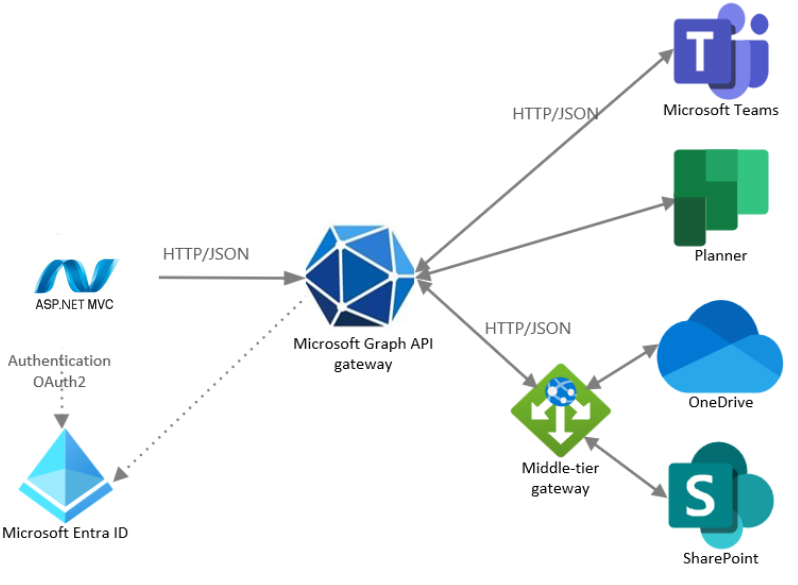 HTTP/JSON
T
Microsoft Teams
Planner
HTTP/JSON
ASP.NET MVC
Microsoft Graph API
gateway
HTTP/JSON
Authentication
OAuth2
OneDrive
Middle-tier
gateway
S
Microsoft Entra ID
SharePoint